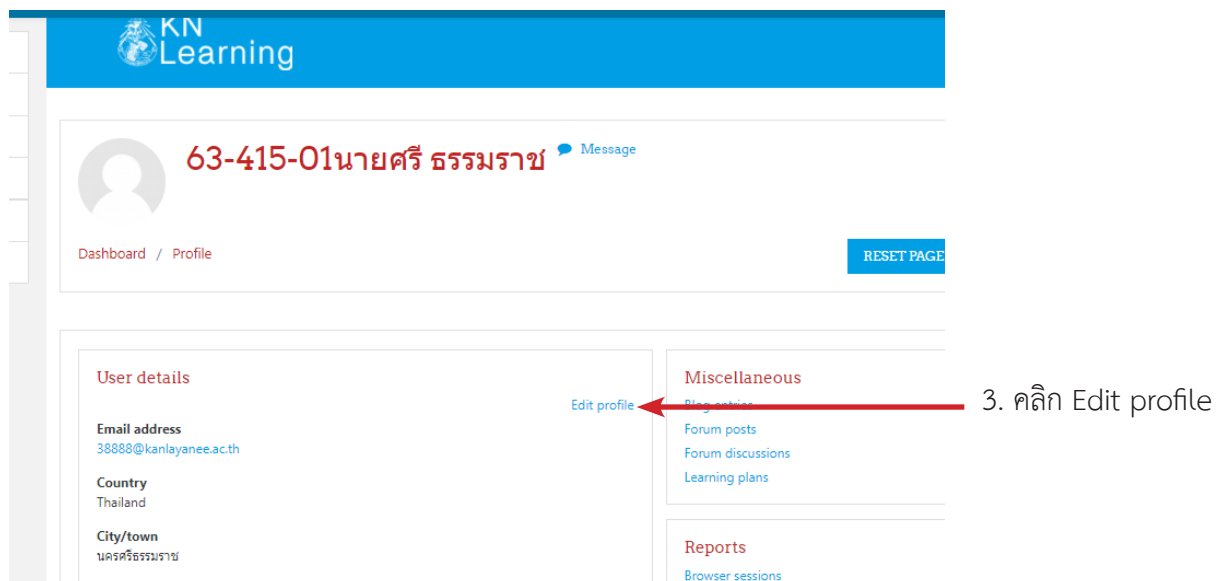 KN
Learning
63-415-01นายศรี ธรรมราช
Message
Dashboard / Profile
RESET PAGE
User details
Edit profile
Email address
38888@kanlayanee.ac.th
Country
Thailand
City/town
นครศรีธรรมราช
Miscellaneous
Blog entries
Forum posts
Forum discussions
Learning plans
Reports
Browser sessions
3. คลิก Edit profile